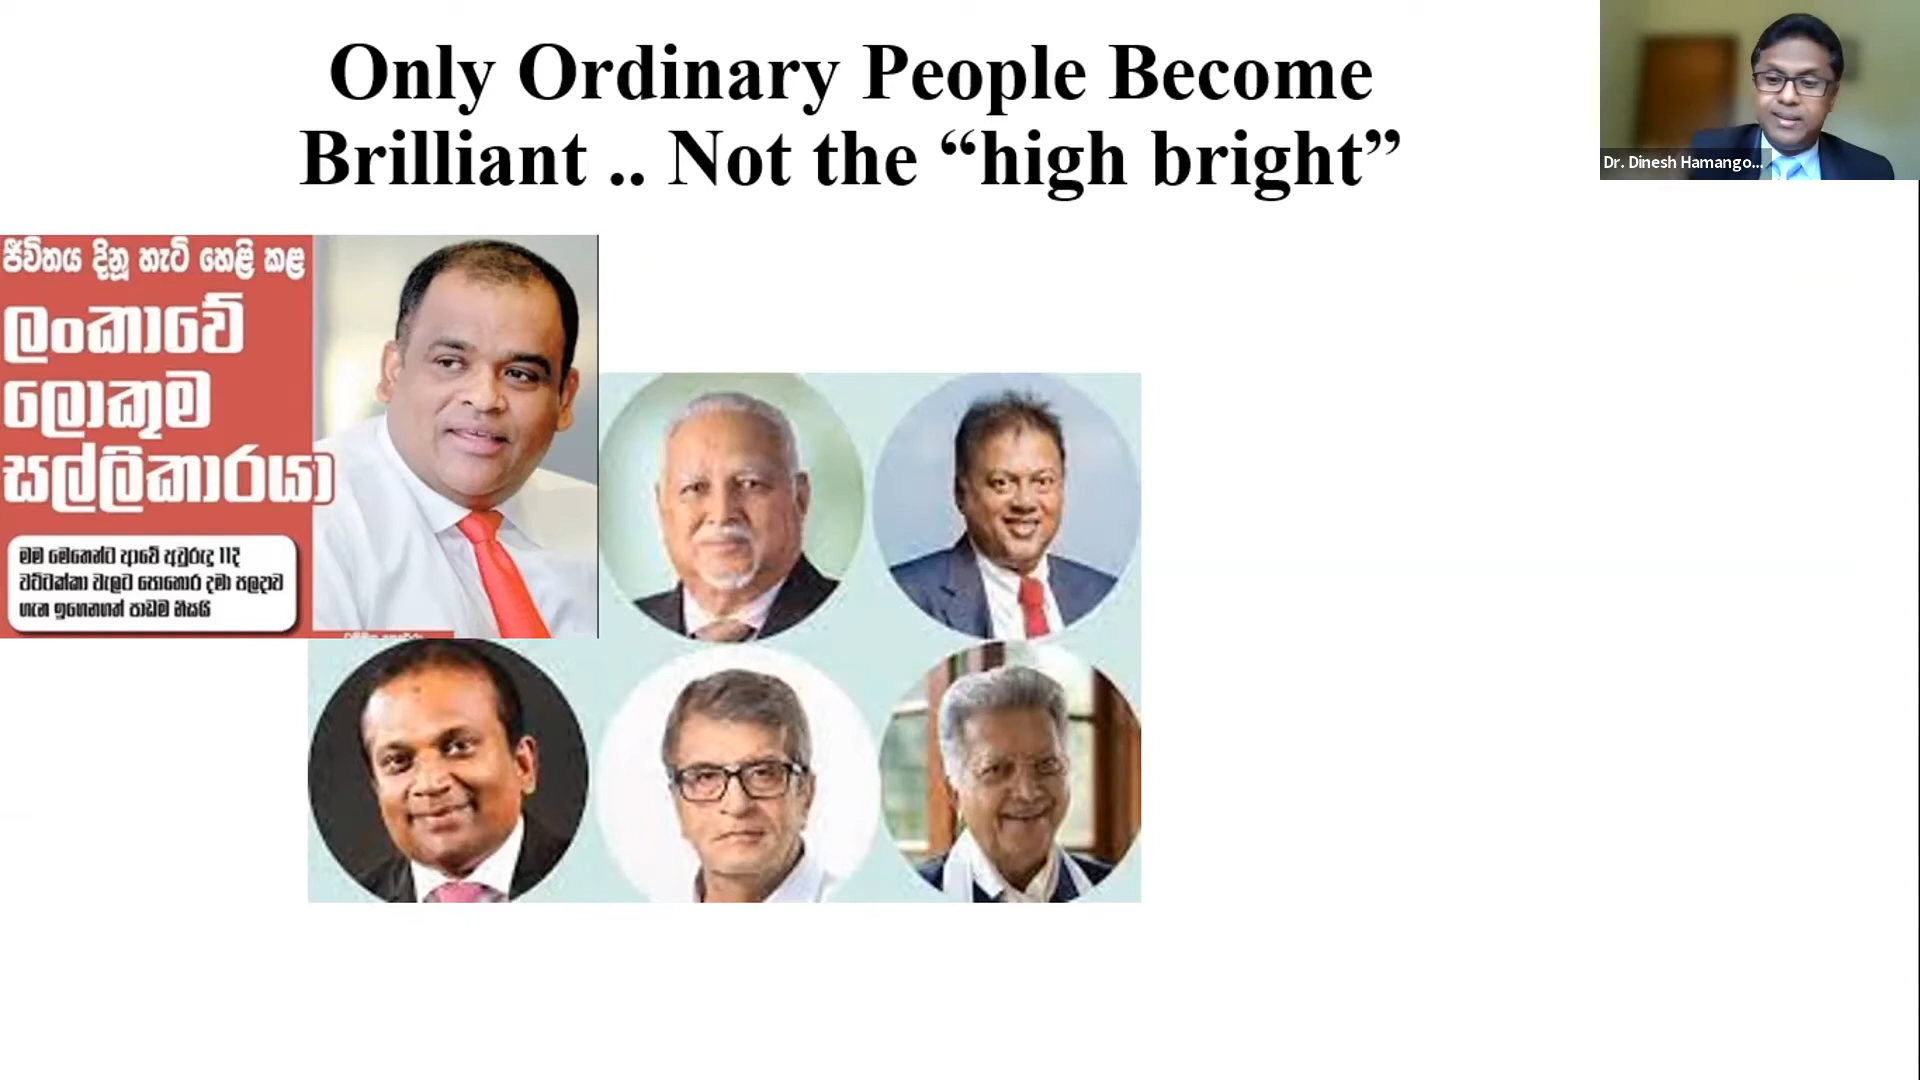 Only Ordinary People Become
Brilliant .. Not the “high bright”
Dr. Dinesh Hamango...
ජීවිතය දිනූ හැටි හෙළි කළ
ලංකාවේ
ලොකුම
සල්ලිකාරයා
මම මෙතෙන්ට ආවේ අවුරුදු 11දී
වට්ටක්කා වැලට පොහොර දමා පලදාව
ගැන ඉගෙනගත් පාඩම නිසයි